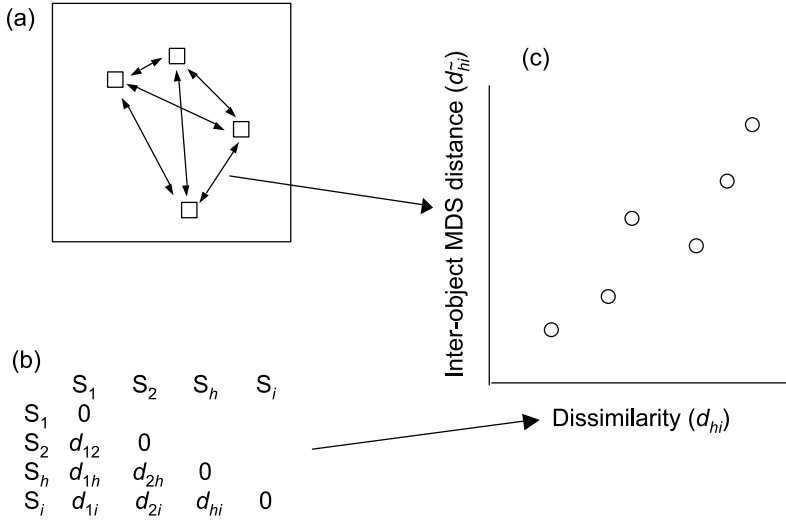 (a)
(c)
Inter-object MDS distance (d̃ₕᵢ)
(b)
S₁ S₂ Sₕ Sᵢ
S₁ 0
S₂ d₁₂ 0
Sₕ d₁ₕ d₂ₕ 0
Sᵢ d₁ᵢ d₂ᵢ dₕᵢ 0
Dissimilarity (dₕᵢ)